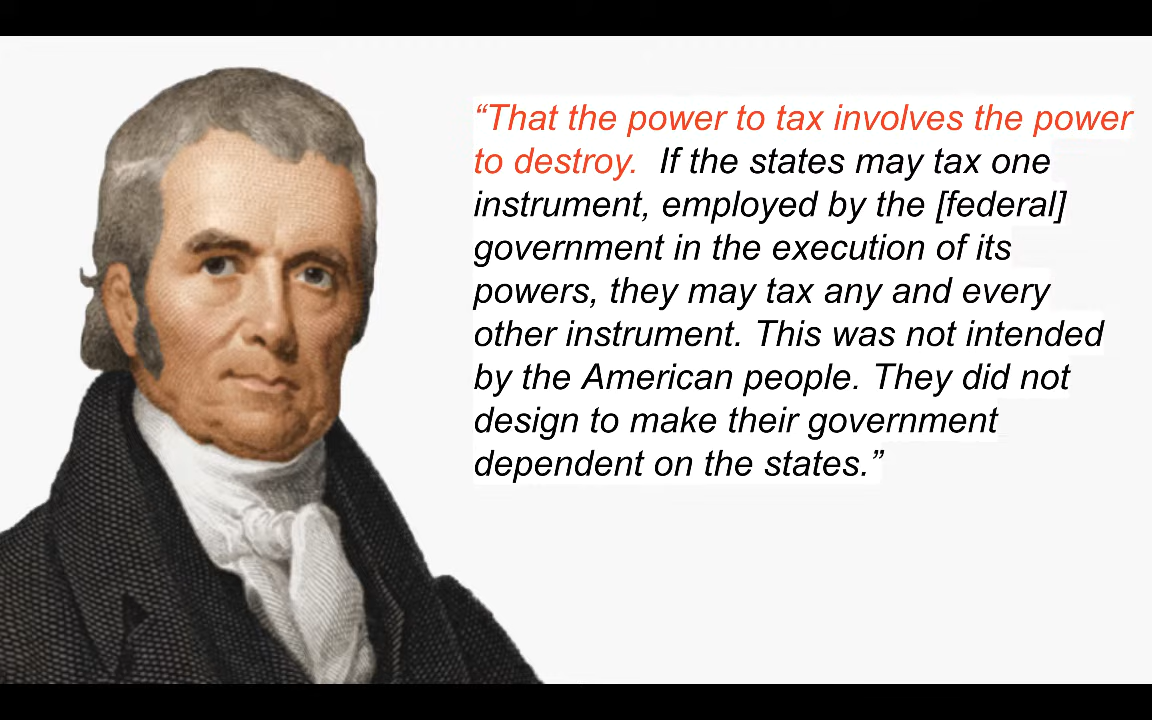 “That the power to tax involves the power
to destroy.  If the states may tax one
instrument, employed by the [federal]
government in the execution of its
powers, they may tax any and every
other instrument. This was not intended
by the American people. They did not
design to make their government
dependent on the states.”